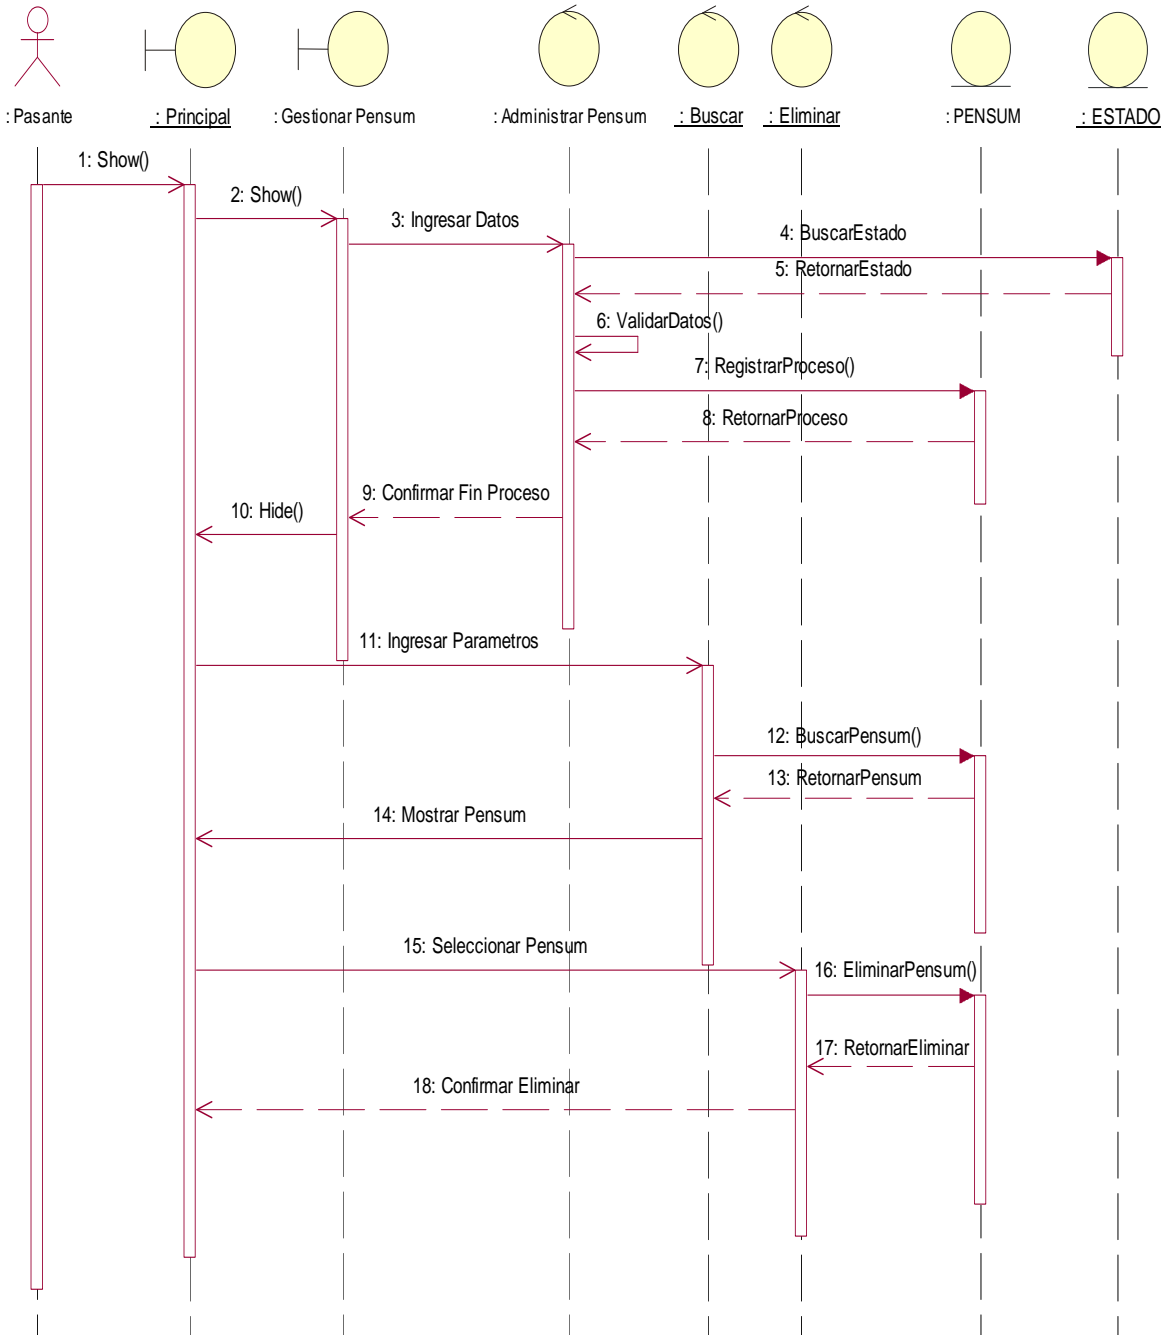 : Pasante
: Principal
: Gestionar Pensum
: Administrar Pensum
: Buscar
: Eliminar
: PENSUM
: ESTADO
1: Show()
2: Show()
3: Ingresar Datos
4: BuscarEstado
5: RetornarEstado
6: ValidarDatos()
7: RegistrarProceso()
8: RetornarProceso
9: Confirmar Fin Proceso
10: Hide()
11: Ingresar Parametros
12: BuscarPensum()
13: RetornarPensum
14: Mostrar Pensum
15: Seleccionar Pensum
16: EliminarPensum()
17: RetornarEliminar
18: Confirmar Eliminar